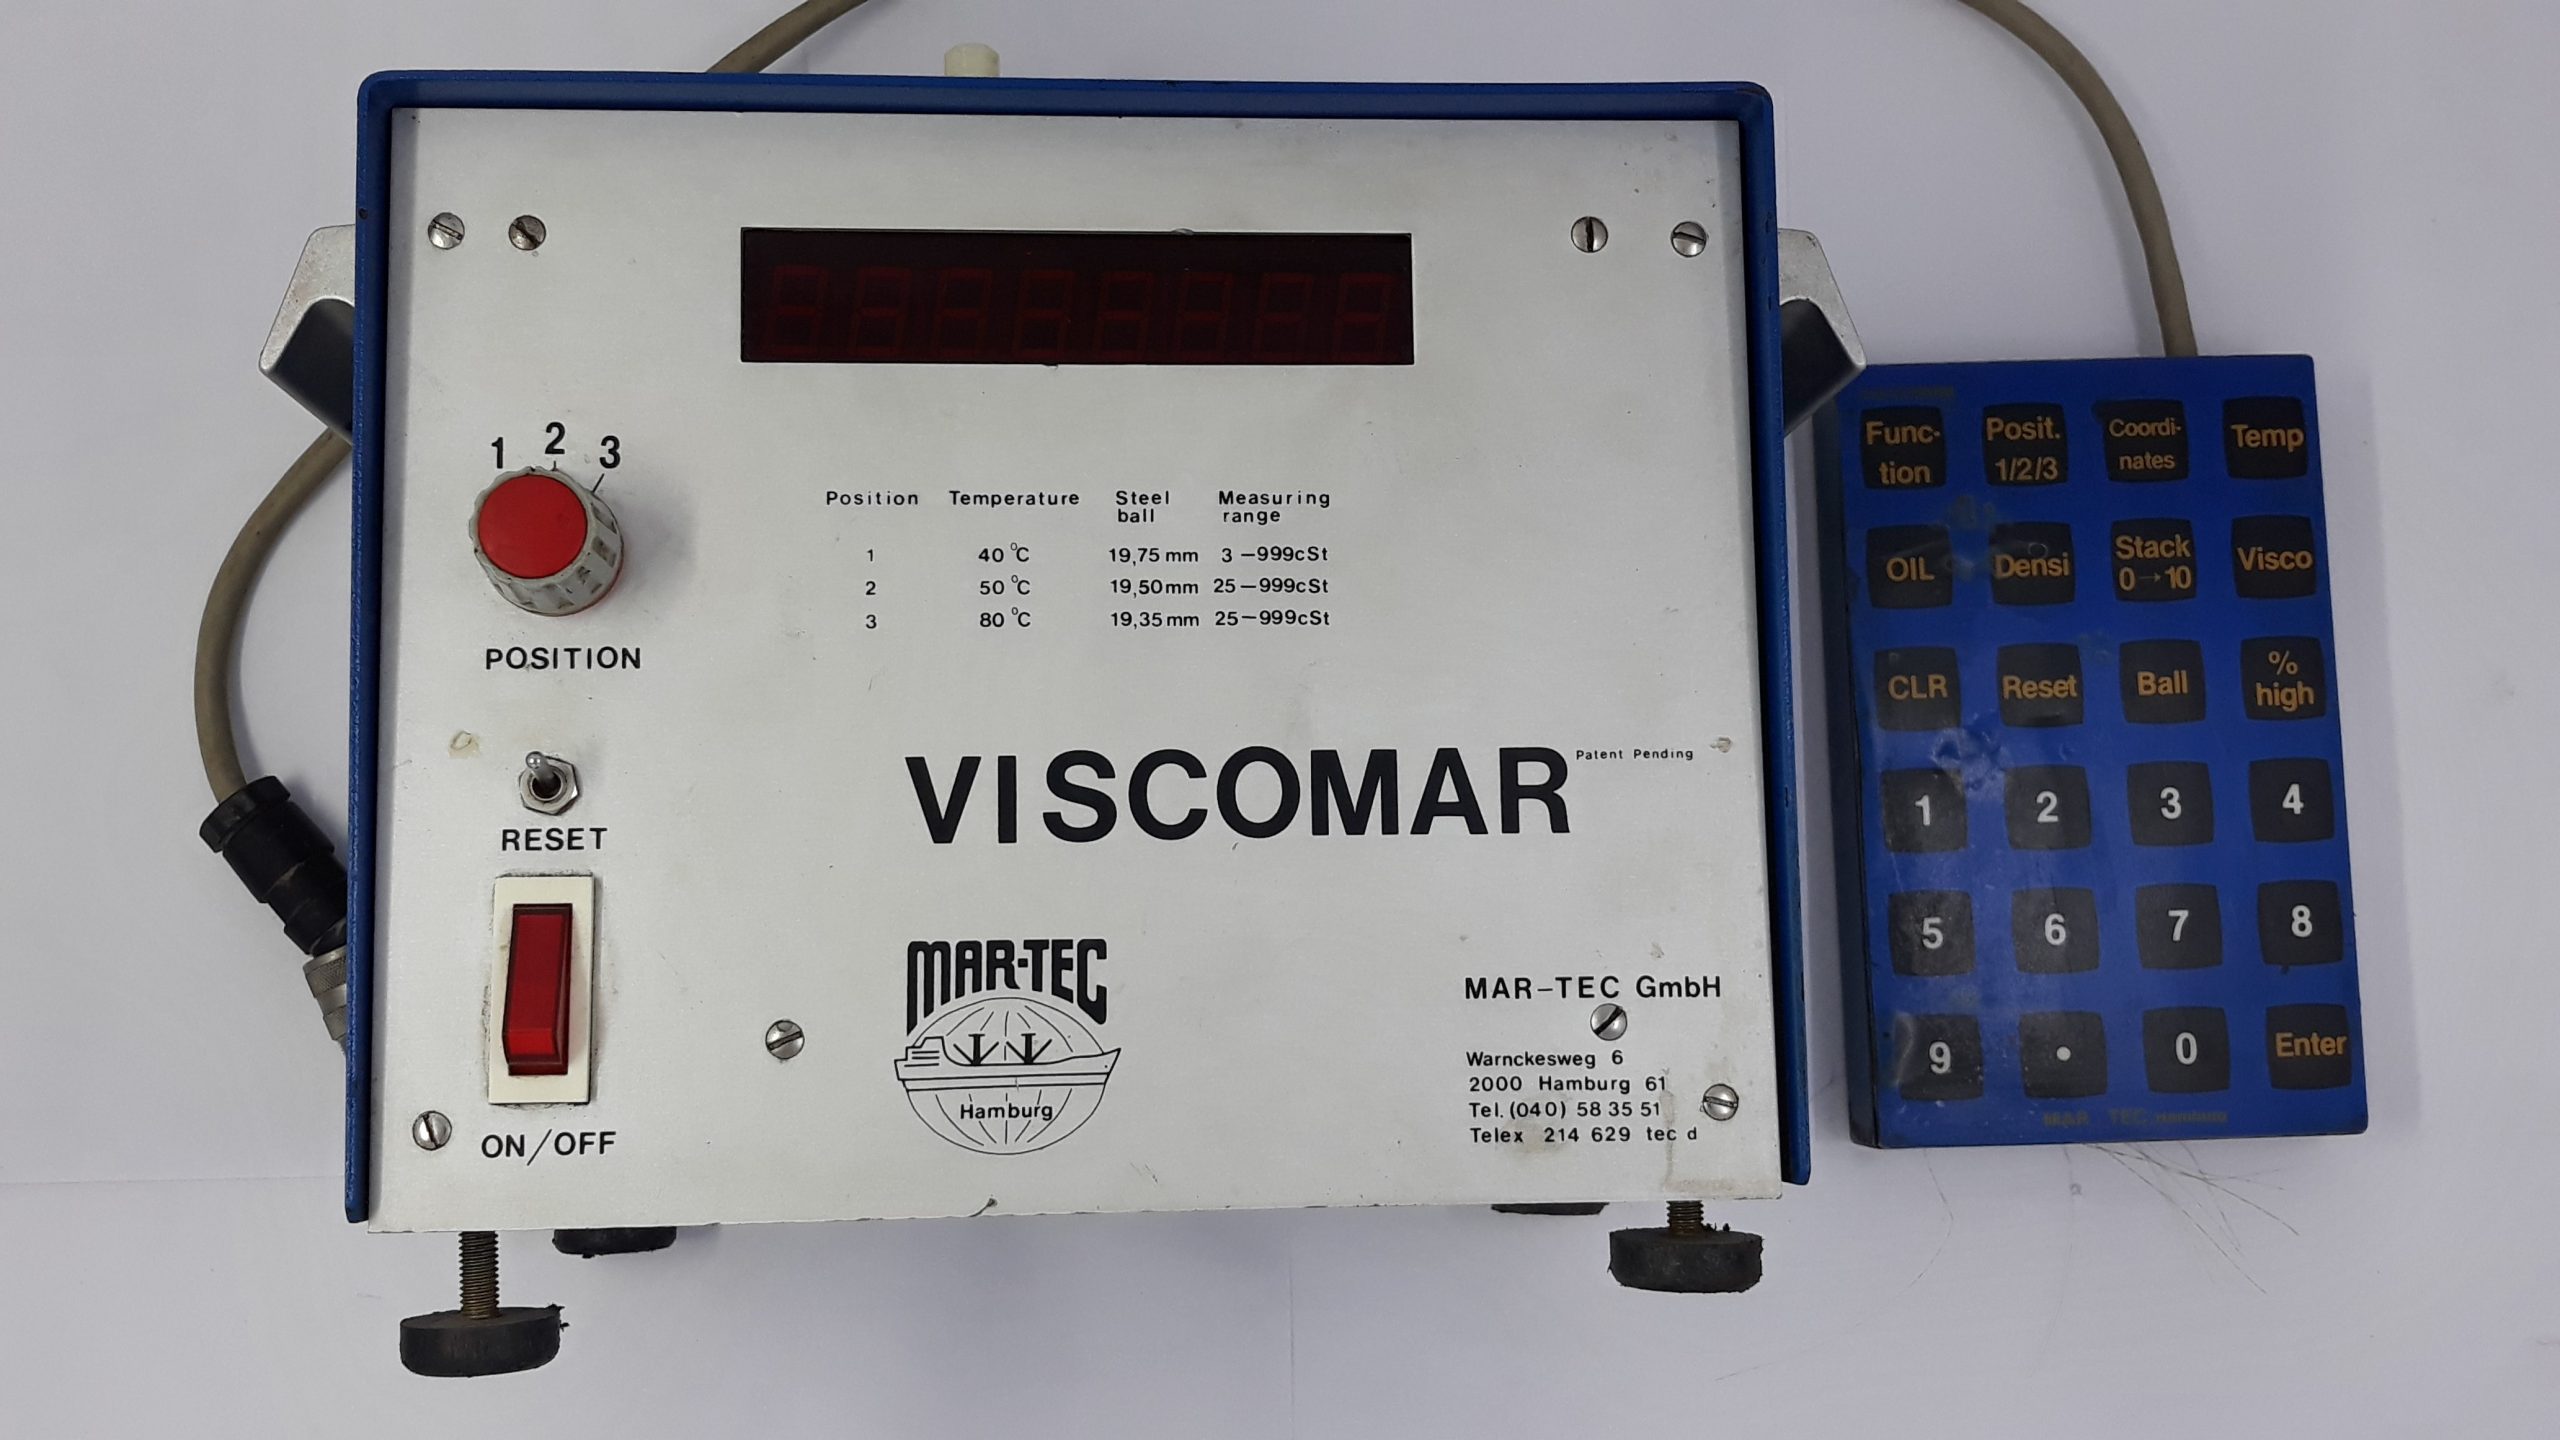 1 2 3
POSITION
RESET
ON/OFF
Position Temperature Steel ball Measuring range
1 40 °C 19,75 mm 3 –999cSt
2 50 °C 19,50mm 25–999cSt
3 80 °C 19,35 mm 25–999cSt
VISCOMAR
Patent Pending
MAR-TEC
Hamburg
MAR–TEC GmbH
Warnckesweg 6
2000 Hamburg 61
Tel. (040) 58 35 51
Telex 214 629 tec d
Func-
tion
Posit.
1/2/3
Coordi-
nates
Temp
OIL
Densi
Stack
0→10
Visco
CLR
Reset
Ball
%
high
1 2 3 4
5 6 7 8
9 • 0 Enter
MAR TEC Hamburg